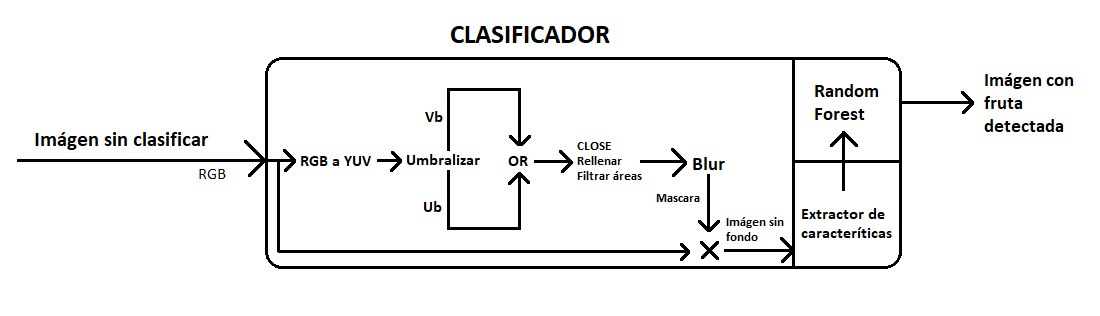 CLASIFICADOR
Imágen sin clasificar
RGB
RGB a YUV
Umbralizar
Vb
Ub
OR
CLOSE
Rellenar
Filtrar áreas
Blur
Mascara
Imágen sin
fondo
Extractor de
caracteríticas
Random
Forest
Imágen con
fruta
detectada